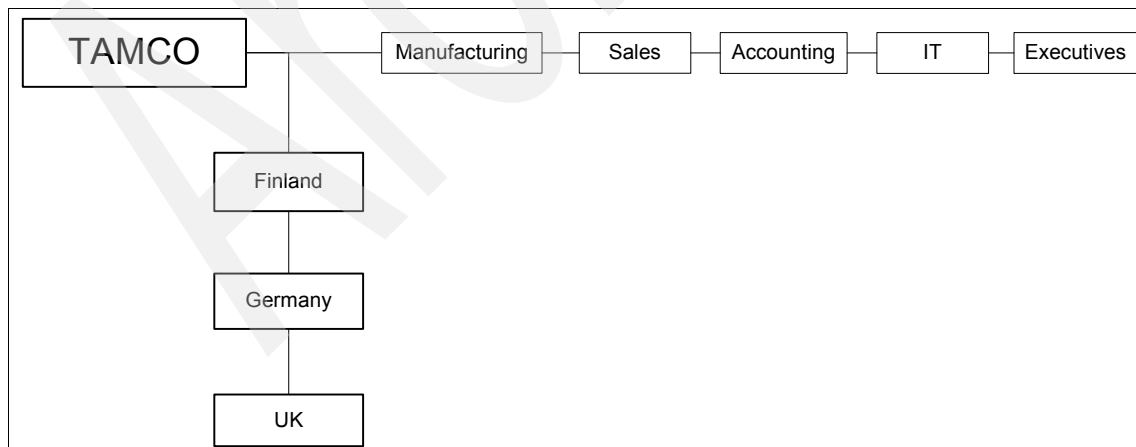 TAMCO
Manufacturing
Sales
Accounting
IT
Executives
Finland
Germany
UK